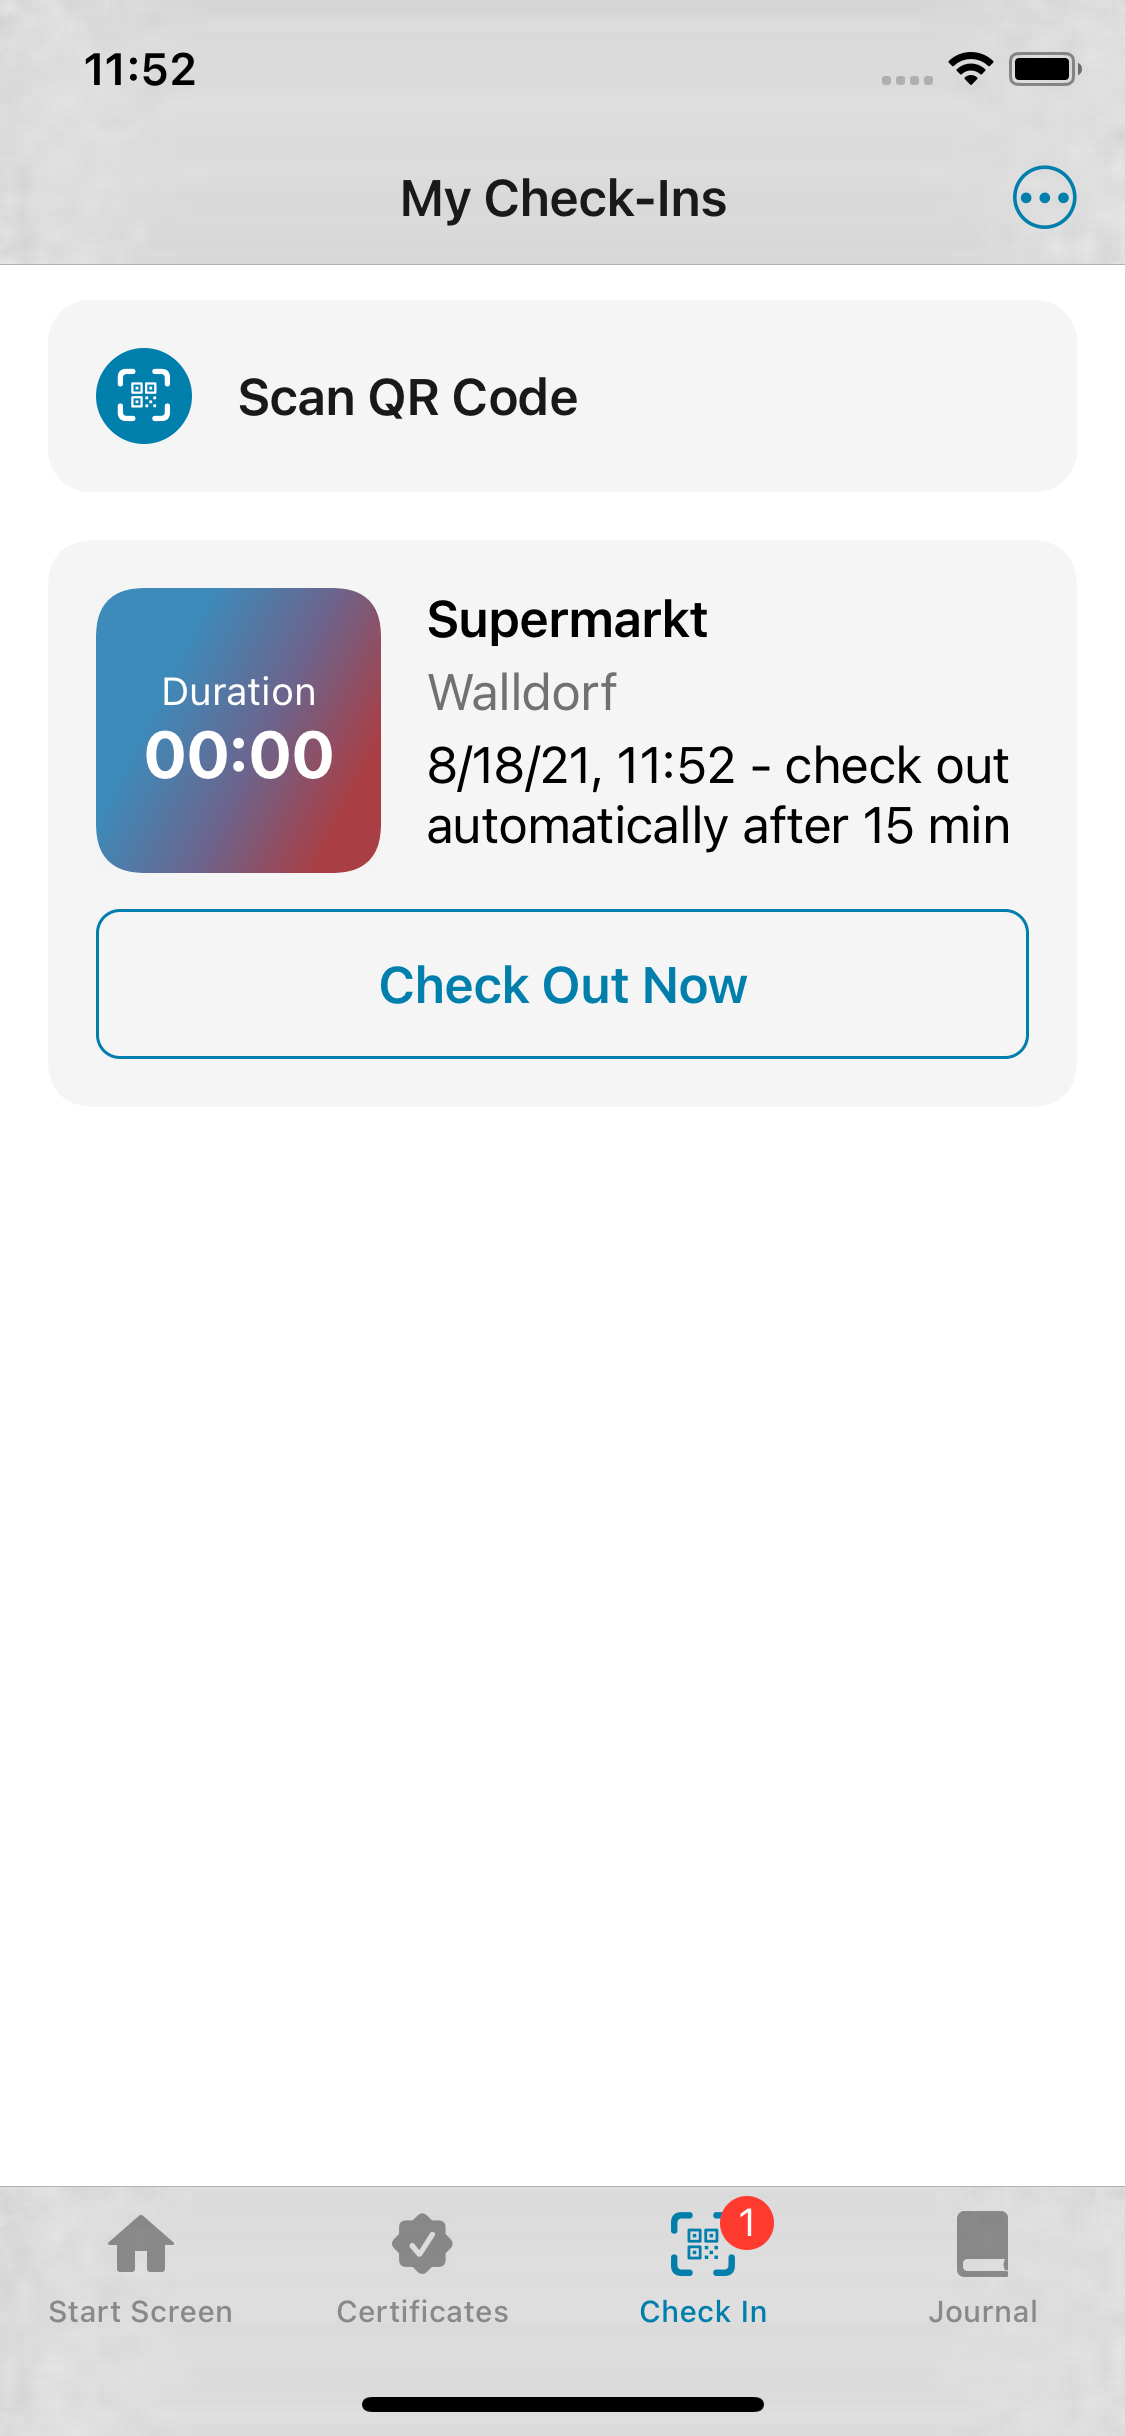 11:52
My Check-Ins
Scan QR Code
Duration
00:00
Supermarkt
Walldorf
8/18/21, 11:52 - check out
automatically after 15 min
Check Out Now
1
Start Screen
Certificates
Check In
Journal